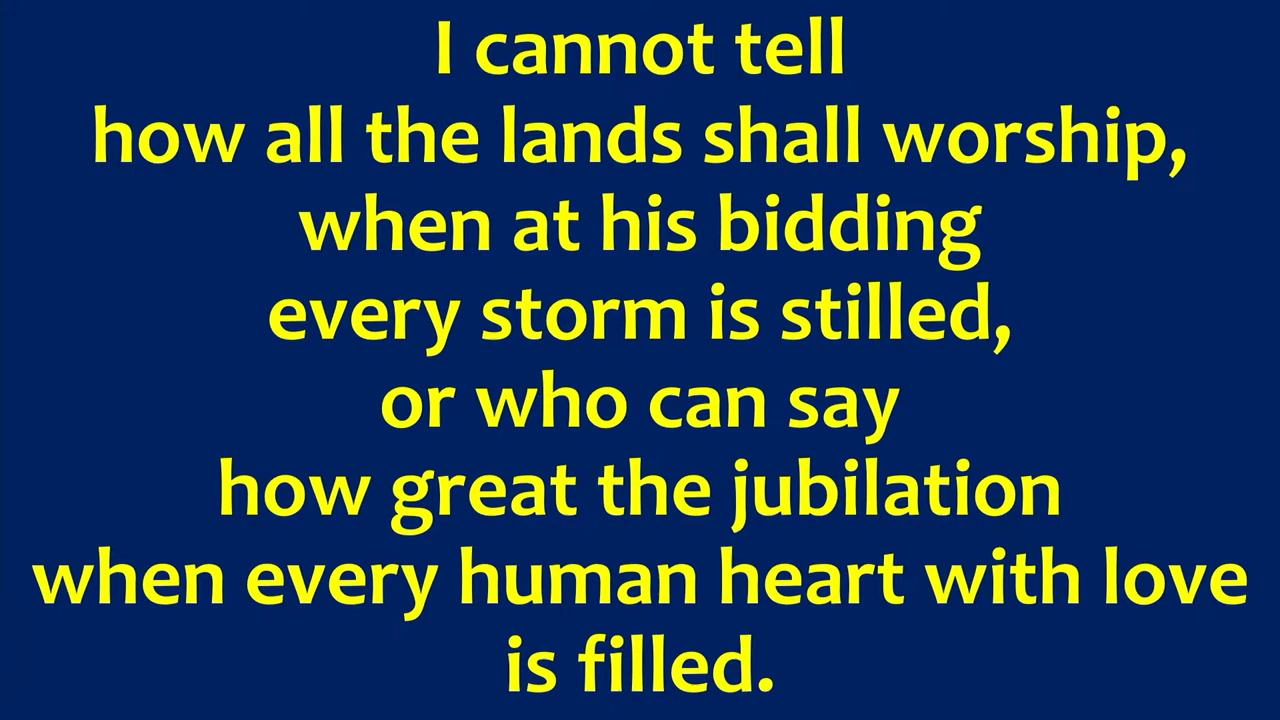 I cannot tell
how all the lands shall worship,
when at his bidding
every storm is stilled,
or who can say
how great the jubilation
when every human heart with love
is filled.